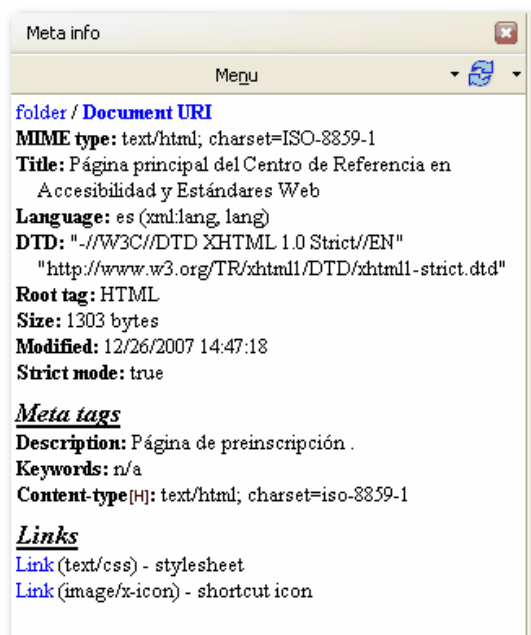 Meta info
Menu
folder / Document URI
MIME type: text/html; charset=ISO-8859-1
Title: Página principal del Centro de Referencia en
Accesibilidad y Estándares Web
Language: es (xml:lang, lang)
DTD: "-//W3C//DTD XHTML 1.0 Strict//EN"
"http://www.w3.org/TR/xhtml1/DTD/xhtml1-strict.dtd"
Root tag: HTML
Size: 1303 bytes
Modified: 12/26/2007 14:47:18
Strict mode: true
Meta tags
Description: Página de preinscripción .
Keywords: n/a
Content-type[H]: text/html; charset=iso-8859-1
Links
Link (text/css) - stylesheet
Link (image/x-icon) - shortcut icon